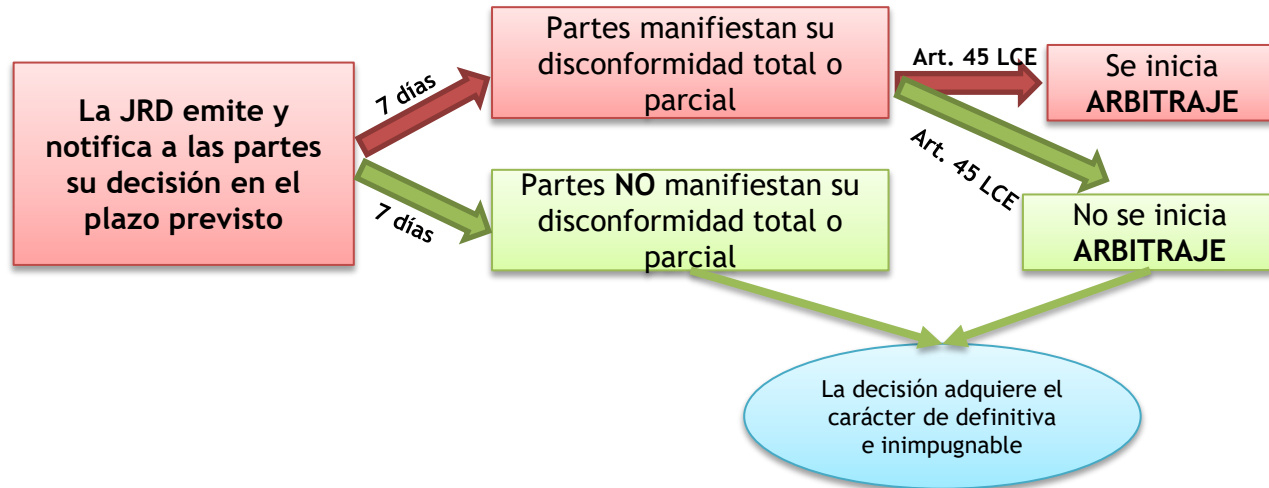 La JRD emite y
notifica a las partes
su decisión en el
plazo previsto
7 días
Partes manifiestan su
disconformidad total o
parcial
Art. 45 LCE
Se inicia
ARBITRAJE
7 días
Partes NO manifiestan su
disconformidad total o
parcial
Art. 45 LCE
No se inicia
ARBITRAJE
La decisión adquiere el
carácter de definitiva
e inimpugnable